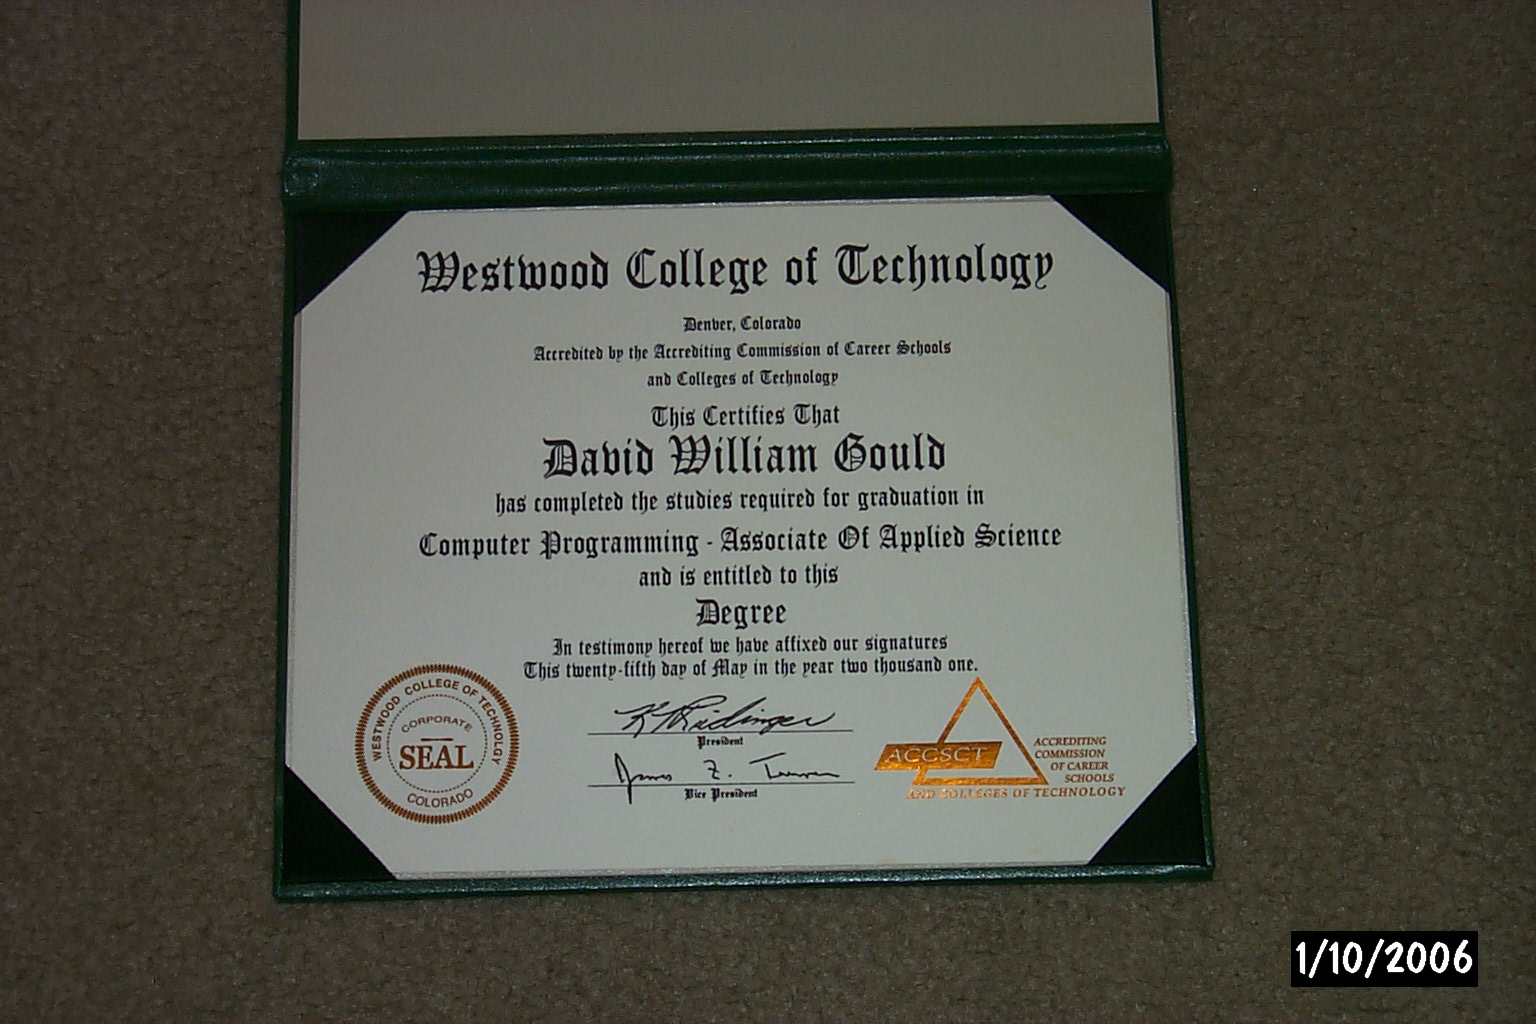 Westwood College of Technology
Denver, Colorado
Accredited by the Accrediting Commission of Career Schools
and Colleges of Technology
This Certifies That
David William Gould
has completed the studies required for graduation in
Computer Programming - Associate Of Applied Science
and is entitled to this
Degree
In testimony hereof we have affixed our signatures
This twenty-fifth day of May in the year two thousand one.
President
Vice President
WESTWOOD COLLEGE OF TECHNOLGY
CORPORATE
SEAL
COLORADO
ACCSCT
ACCREDITING
COMMISSION
OF CAREER
SCHOOLS
AND COLLEGES OF TECHNOLOGY
1/10/2006